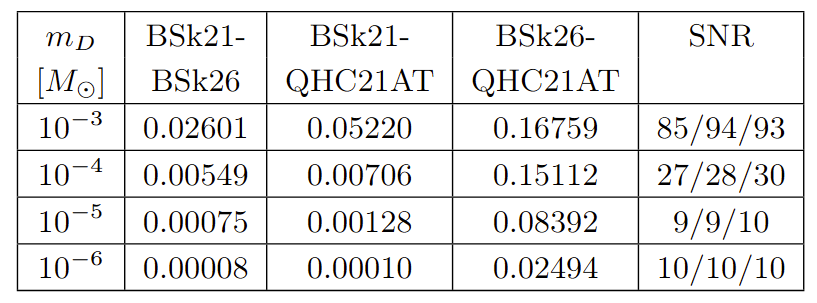 m_D BSk21- BSk21- BSk26- SNR
[M_⊙] BSk26 QHC21AT QHC21AT
10^{-3} 0.02601 0.05220 0.16759 85/94/93
10^{-4} 0.00549 0.00706 0.15112 27/28/30
10^{-5} 0.00075 0.00128 0.08392 9/9/10
10^{-6} 0.00008 0.00010 0.02494 10/10/10